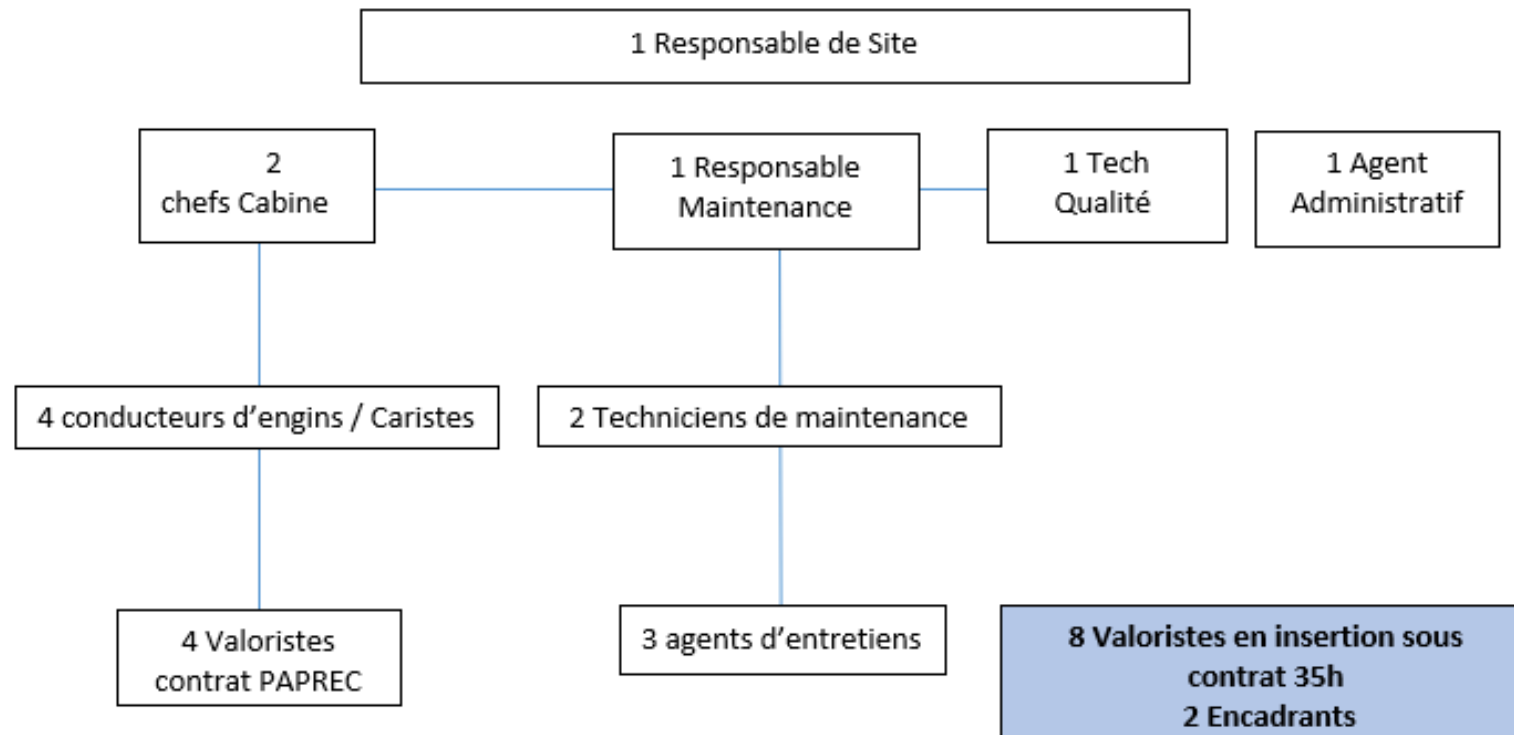 1 Responsable de Site
2
chefs Cabine
1 Responsable
Maintenance
1 Tech
Qualité
1 Agent
Administratif
4 conducteurs d’engins / Caristes
2 Techniciens de maintenance
4 Valoristes
contrat PAPREC
3 agents d’entretiens
8 Valoristes en insertion sous
contrat 35h
2 Encadrants